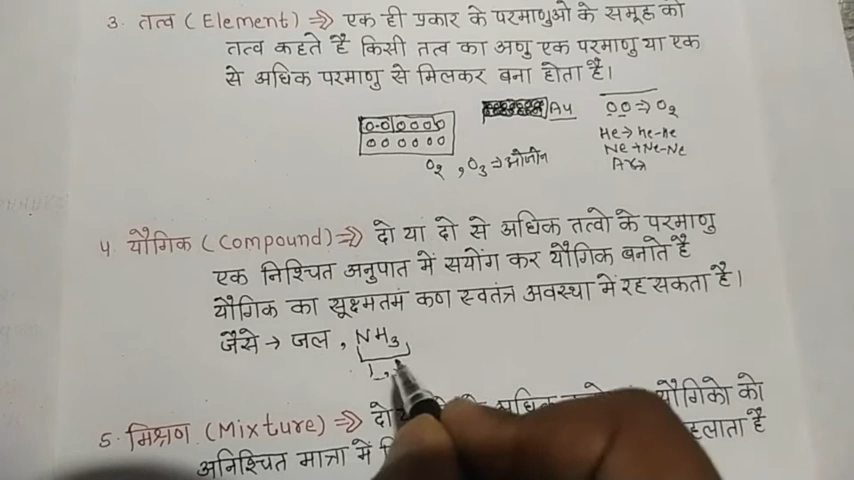 3. तत्व ( Element ) ⇒ एक ही प्रकार के परमाणुओ के समूह को
तत्व कहते है किसी तत्व का अणु एक परमाणु या एक
से अधिक परमाणु से मिलकर बना होता है।
Au
O O ⇒ O2
He → He-He
Ne → Ne-Ne
Ar →
O2 , O3 ⇒ ओजोन
4. यौगिक ( Compound ) ⇒ दो यां दो से अधिक तत्वो के परमाणु
एक निश्चित अनुपात में सयोंग कर यौगिक बनाते है
यौगिक का सूक्ष्मतमं कण स्वतंत्र अवस्था में रह सकता है।
जैसे → जल , NH3
1,
5. मिश्रण (Mixture) ⇒ दो यौगिको को
अनिश्चित मात्रा में